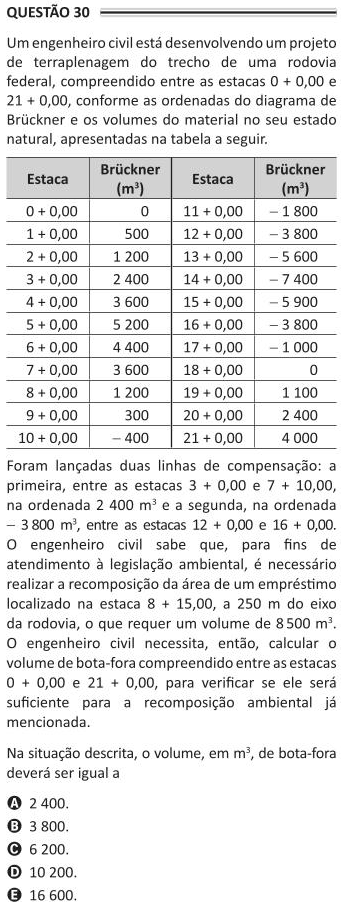 QUESTÃO 30
Um engenheiro civil está desenvolvendo um projeto
de terraplenagem do trecho de uma rodovia
federal, compreendido entre as estacas 0 + 0,00 e
21 + 0,00, conforme as ordenadas do diagrama de
Brückner e os volumes do material no seu estado
natural, apresentadas na tabela a seguir.
Estaca Brückner (m³) Estaca Brückner (m³)
0 + 0,00 0 11 + 0,00 – 1 800
1 + 0,00 500 12 + 0,00 – 3 800
2 + 0,00 1 200 13 + 0,00 – 5 600
3 + 0,00 2 400 14 + 0,00 – 7 400
4 + 0,00 3 600 15 + 0,00 – 5 900
5 + 0,00 5 200 16 + 0,00 – 3 800
6 + 0,00 4 400 17 + 0,00 – 1 000
7 + 0,00 3 600 18 + 0,00 0
8 + 0,00 1 200 19 + 0,00 1 100
9 + 0,00 300 20 + 0,00 2 400
10 + 0,00 – 400 21 + 0,00 4 000
Foram lançadas duas linhas de compensação: a
primeira, entre as estacas 3 + 0,00 e 7 + 10,00,
na ordenada 2 400 m³ e a segunda, na ordenada
– 3 800 m³, entre as estacas 12 + 0,00 e 16 + 0,00.
O engenheiro civil sabe que, para fins de
atendimento à legislação ambiental, é necessário
realizar a recomposição da área de um empréstimo
localizado na estaca 8 + 15,00, a 250 m do eixo
da rodovia, o que requer um volume de 8 500 m³.
O engenheiro civil necessita, então, calcular o
volume de bota-fora compreendido entre as estacas
0 + 0,00 e 21 + 0,00, para verificar se ele será
suficiente para a recomposição ambiental já
mencionada.
Na situação descrita, o volume, em m³, de bota-fora
deverá ser igual a
A 2 400.
B 3 800.
C 6 200.
D 10 200.
E 16 600.